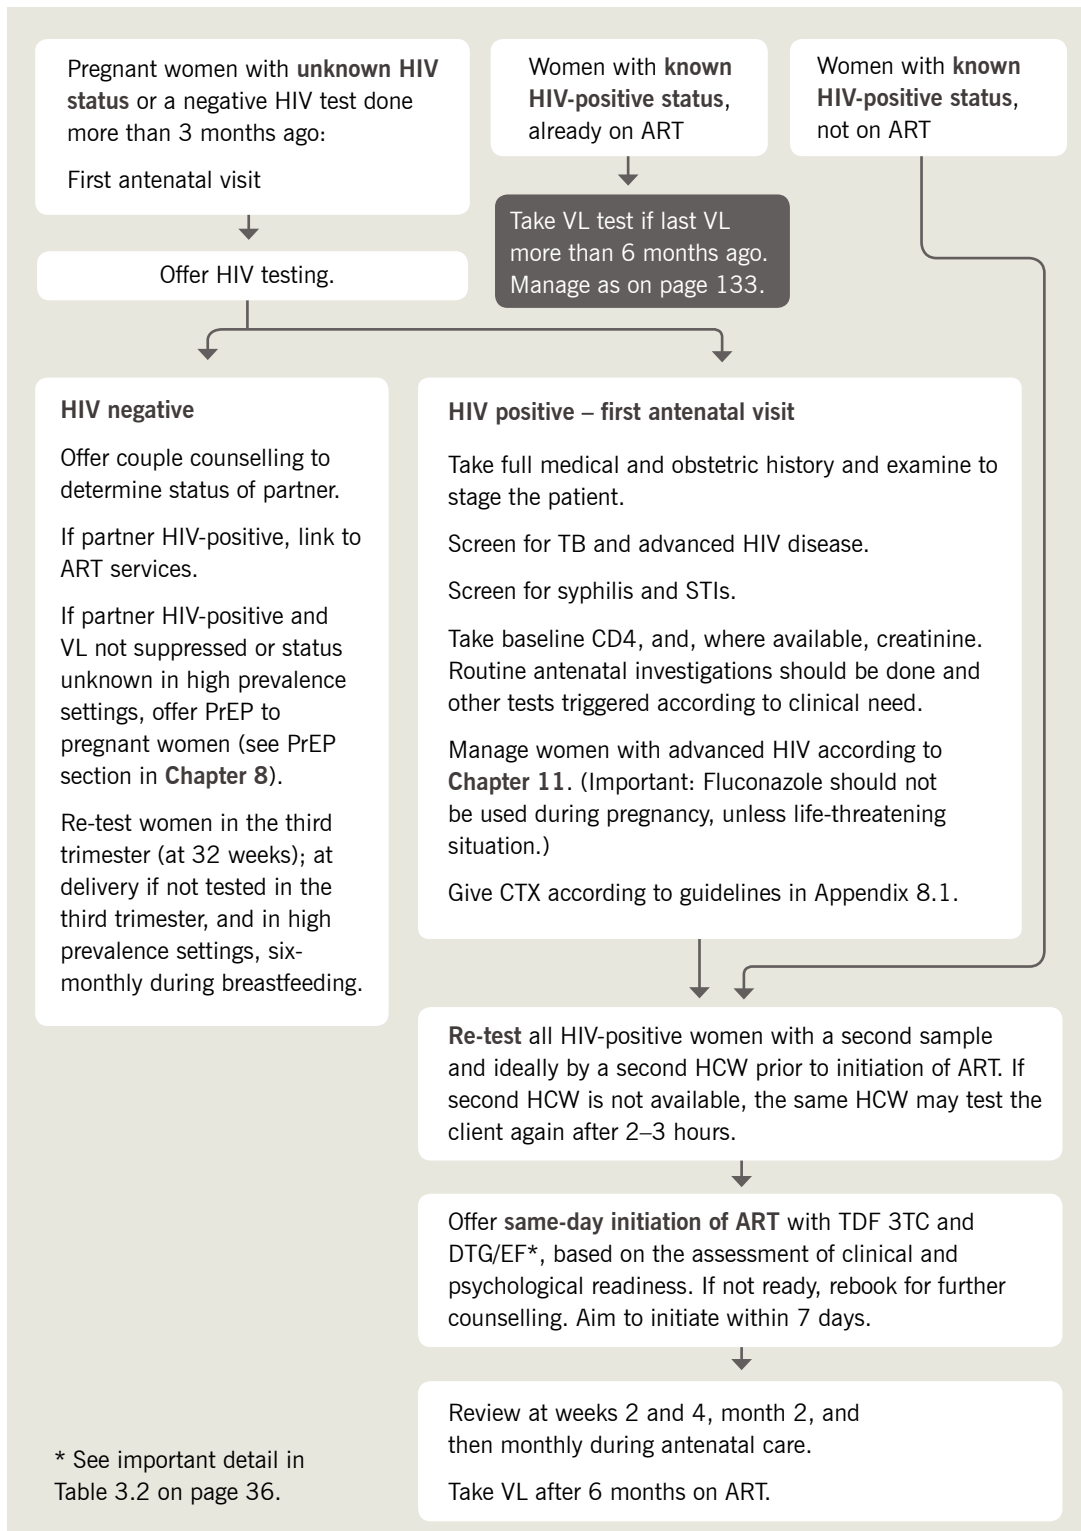 Pregnant women with unknown HIV
status or a negative HIV test done
more than 3 months ago:
First antenatal visit
Women with known
HIV-positive status,
already on ART
Women with known
HIV-positive status,
not on ART
Take VL test if last VL
more than 6 months ago.
Manage as on page 133.
Offer HIV testing.
HIV negative
Offer couple counselling to
determine status of partner.
If partner HIV-positive, link to
ART services.
If partner HIV-positive and
VL not suppressed or status
unknown in high prevalence
settings, offer PrEP to
pregnant women (see PrEP
section in Chapter 8).
Re-test women in the third
trimester (at 32 weeks); at
delivery if not tested in the
third trimester, and in high
prevalence settings, six-
monthly during breastfeeding.
HIV positive – first antenatal visit
Take full medical and obstetric history and examine to
stage the patient.
Screen for TB and advanced HIV disease.
Screen for syphilis and STIs.
Take baseline CD4, and, where available, creatinine.
Routine antenatal investigations should be done and
other tests triggered according to clinical need.
Manage women with advanced HIV according to
Chapter 11. (Important: Fluconazole should not
be used during pregnancy, unless life-threatening
situation.)
Give CTX according to guidelines in Appendix 8.1.
Re-test all HIV-positive women with a second sample
and ideally by a second HCW prior to initiation of ART. If
second HCW is not available, the same HCW may test the
client again after 2–3 hours.
Offer same-day initiation of ART with TDF 3TC and
DTG/EF*, based on the assessment of clinical and
psychological readiness. If not ready, rebook for further
counselling. Aim to initiate within 7 days.
Review at weeks 2 and 4, month 2, and
then monthly during antenatal care.
Take VL after 6 months on ART.
* See important detail in
Table 3.2 on page 36.